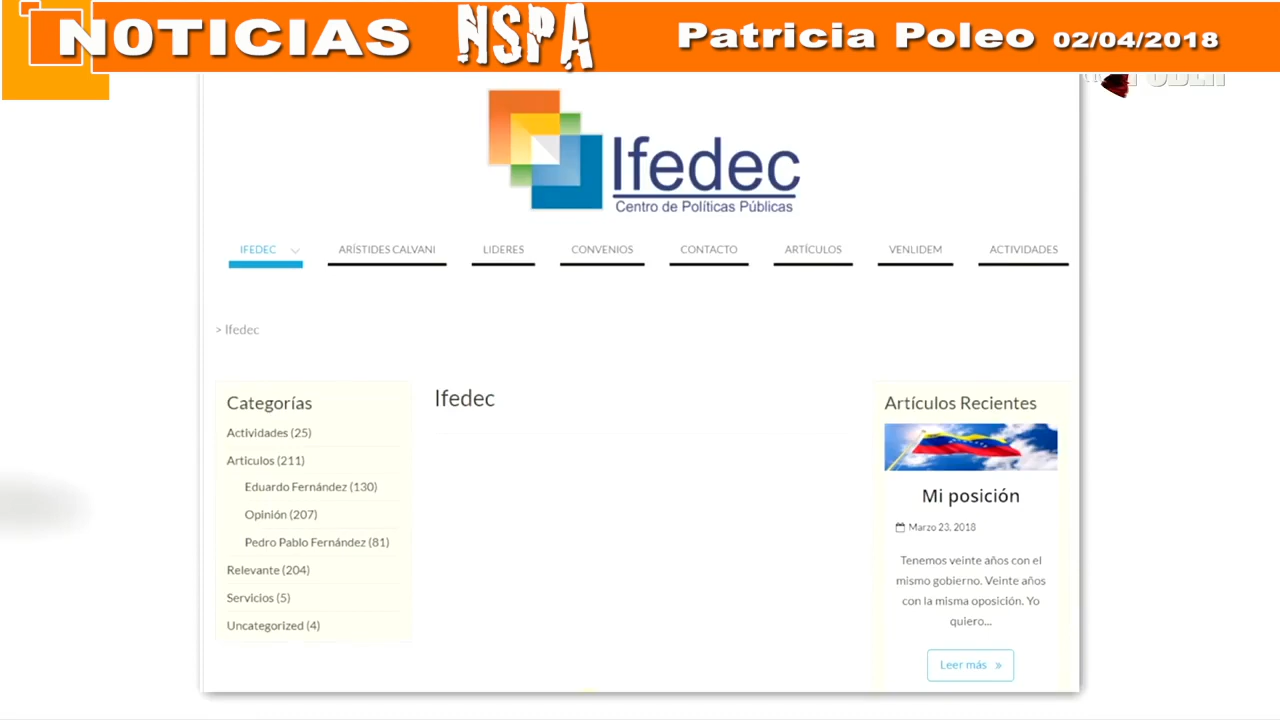 N0TICIAS NSPA Patricia Poleo 02/04/2018
Ifedec
Centro de Políticas Públicas
IFEDEC ARÍSTIDES CALVANI LIDERES CONVENIOS CONTACTO ARTÍCULOS VENLIDEM ACTIVIDADES
> Ifedec
Categorías
Actividades (25)
Articulos (211)
Eduardo Fernández (130)
Opinión (207)
Pedro Pablo Fernández (81)
Relevante (204)
Servicios (5)
Uncategorized (4)
Ifedec
Artículos Recientes
Mi posición
Marzo 23, 2018
Tenemos veinte años con el
mismo gobierno. Veinte años
con la misma oposición. Yo
quiero...
Leer más »